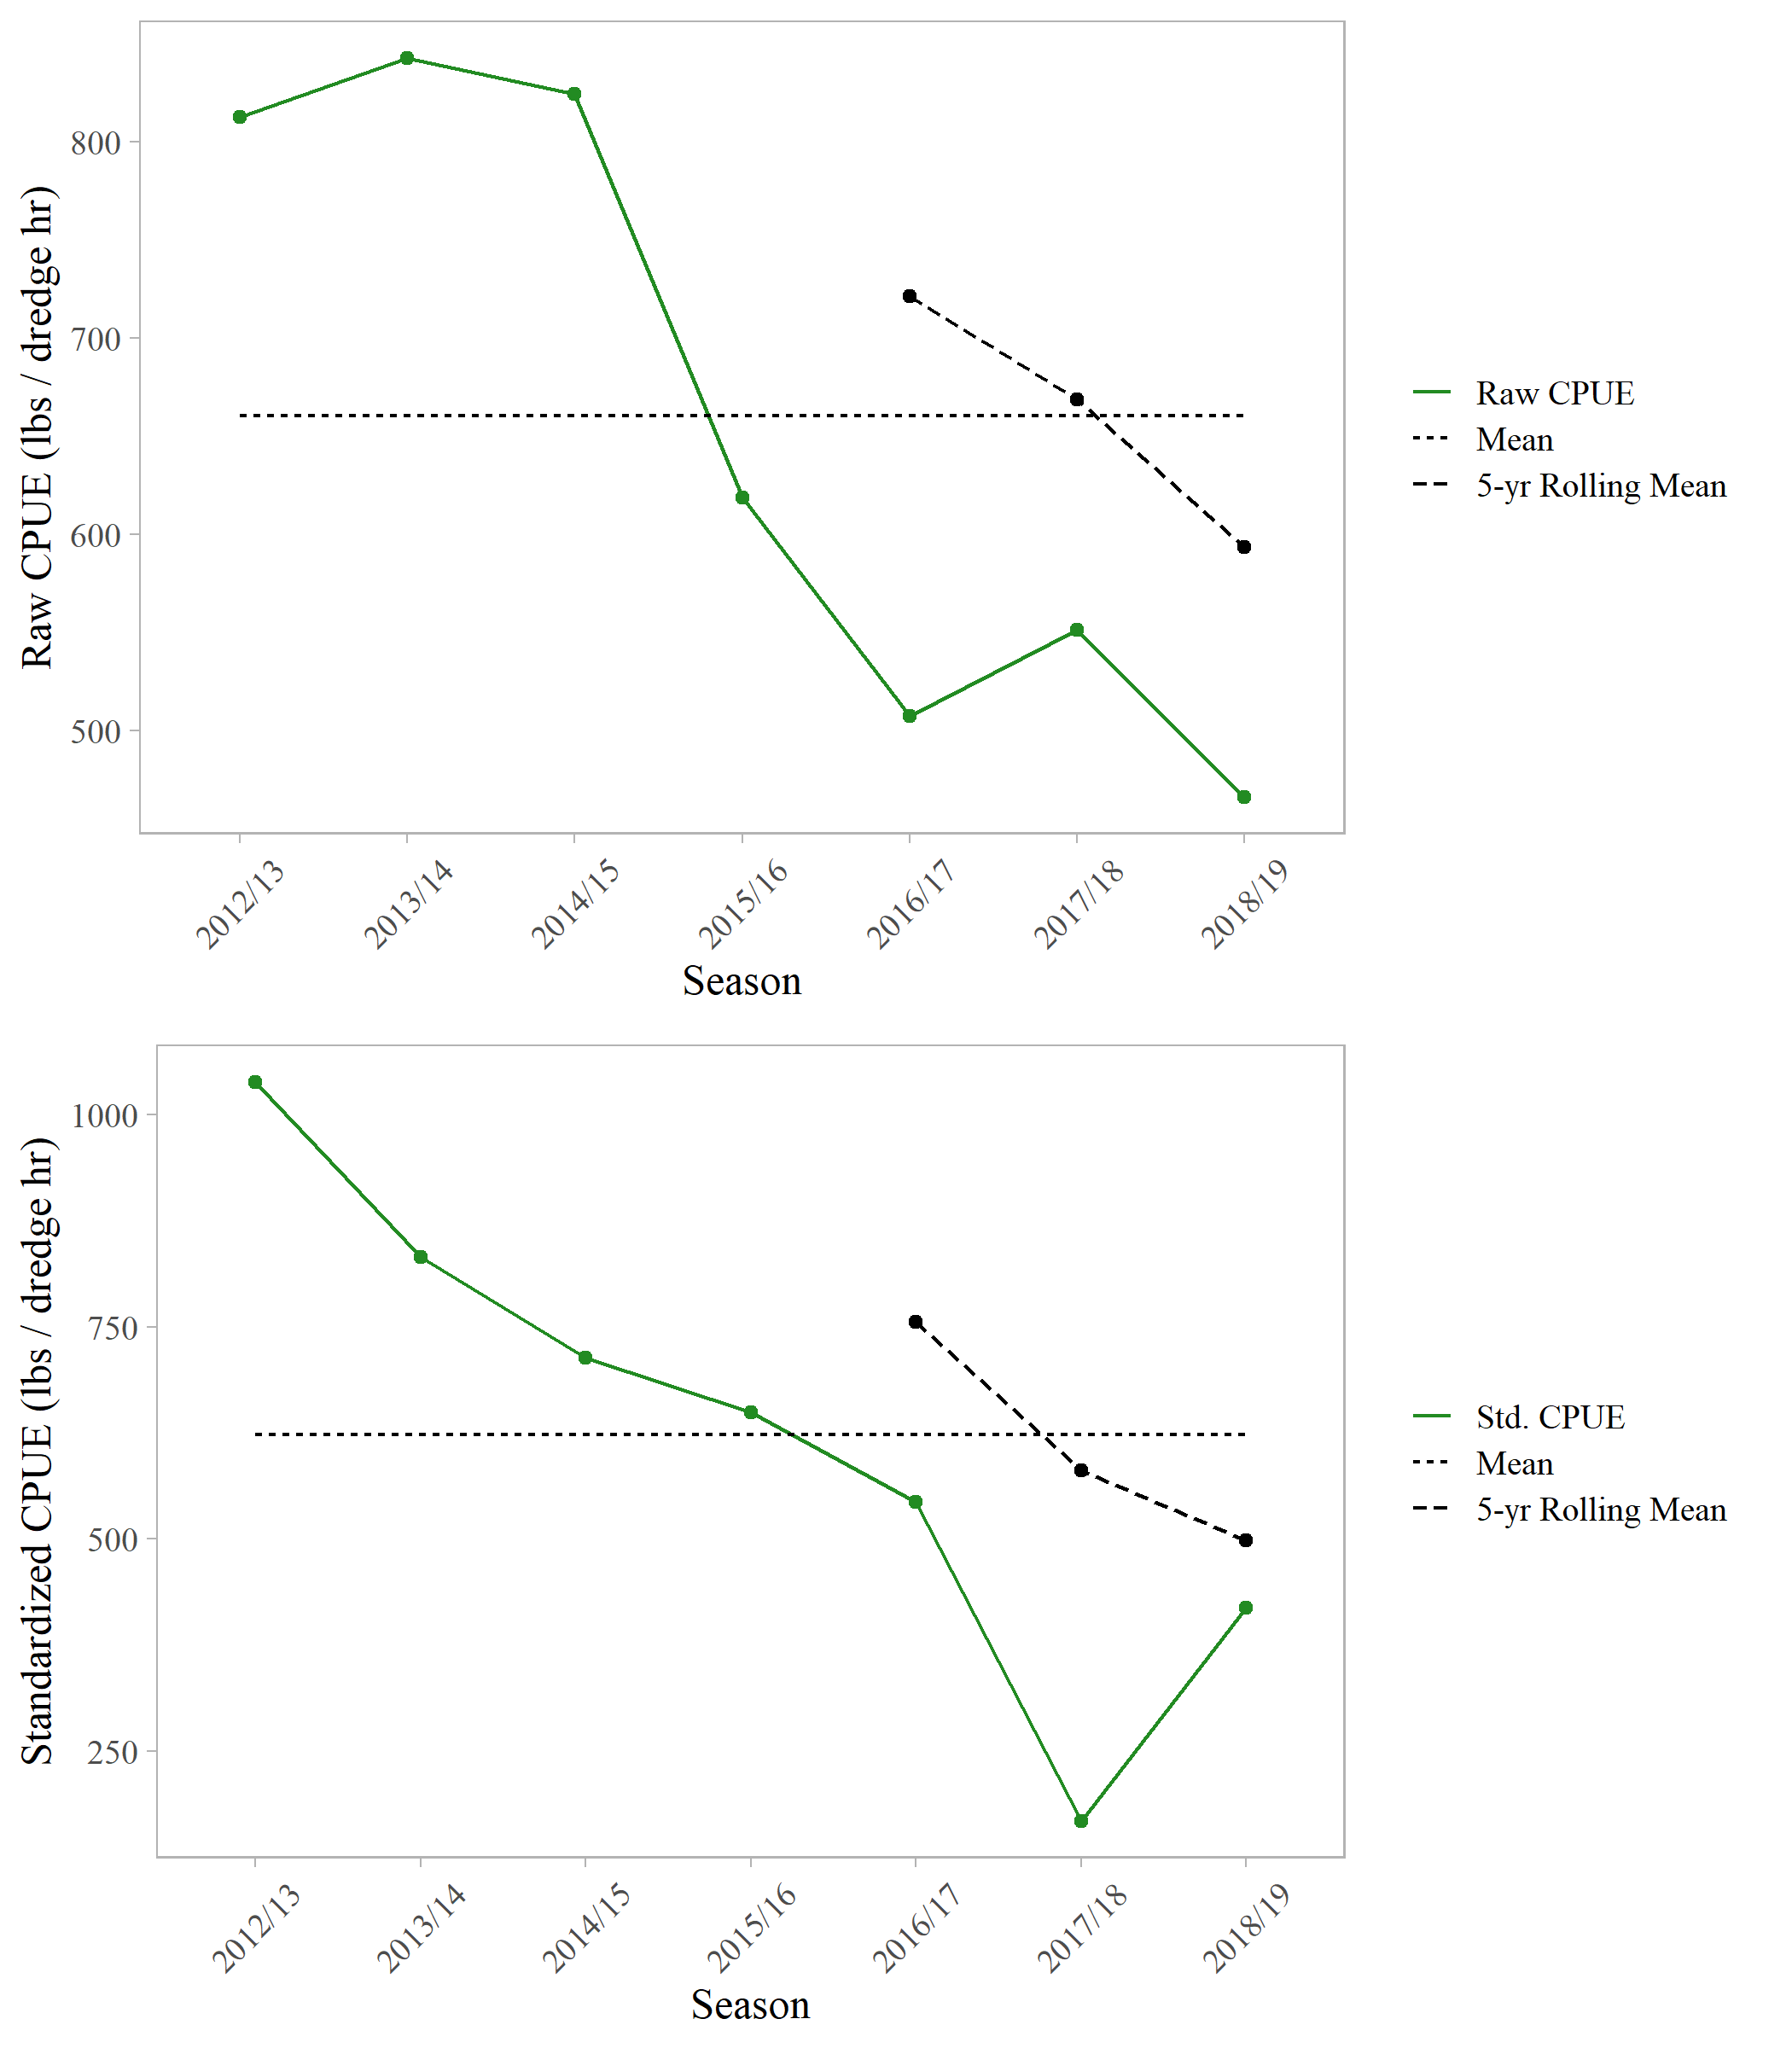 Raw CPUE (lbs / dredge hr)
800
700
600
500
2012/13
2013/14
2014/15
2015/16
2016/17
2017/18
2018/19
Season
Raw CPUE
Mean
5-yr Rolling Mean
Standardized CPUE (lbs / dredge hr)
1000
750
500
250
2012/13
2013/14
2014/15
2015/16
2016/17
2017/18
2018/19
Season
Std. CPUE
Mean
5-yr Rolling Mean